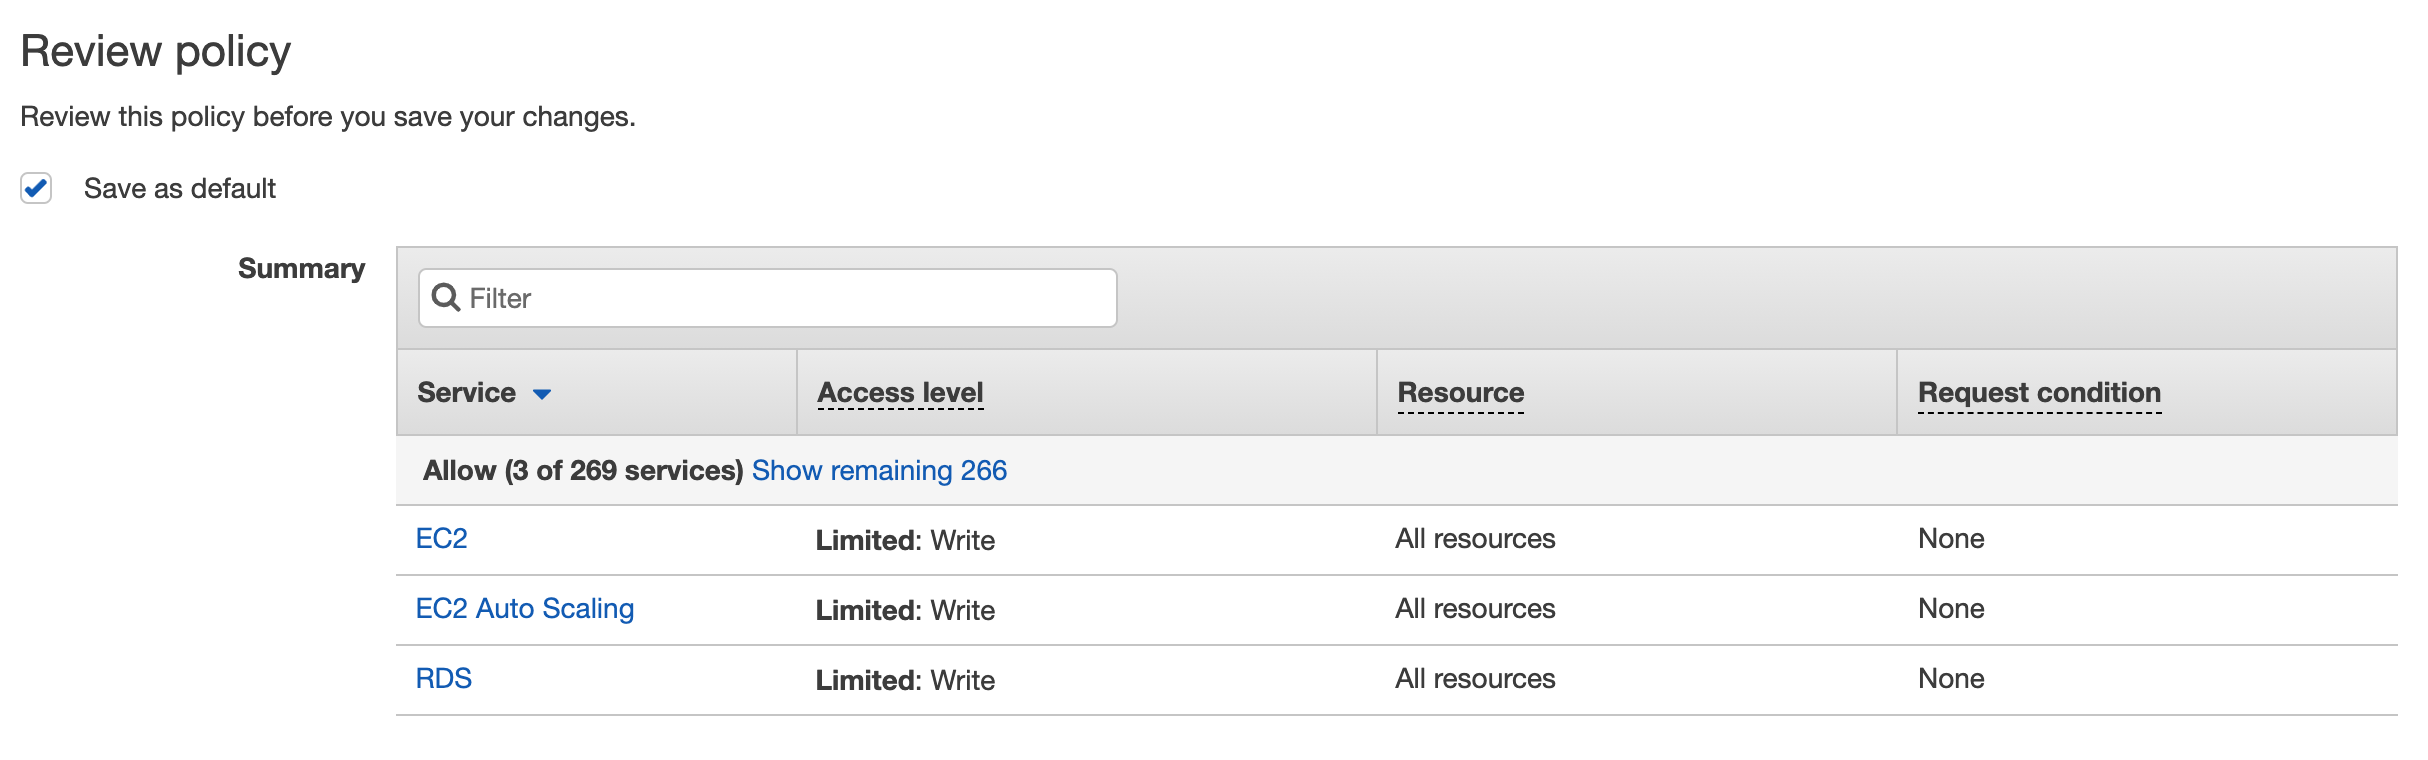 Review policy
Review this policy before you save your changes.
Save as default
Summary
Filter
Service Access level Resource Request condition
Allow (3 of 269 services) Show remaining 266
EC2 Limited: Write All resources None
EC2 Auto Scaling Limited: Write All resources None
RDS Limited: Write All resources None